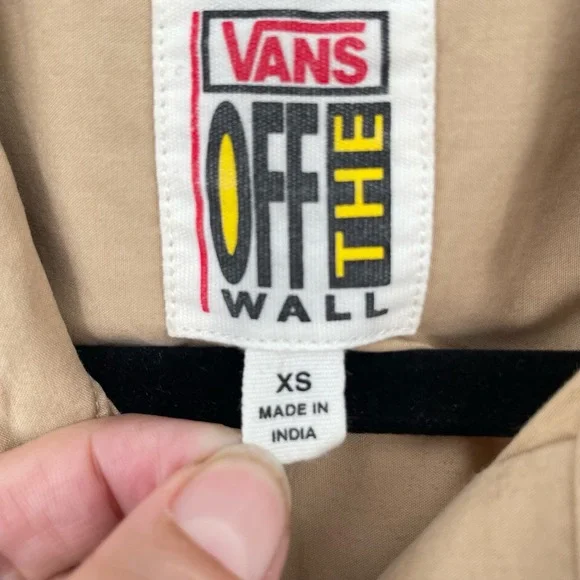 VANS
OFF THE
WALL
XS
MADE IN
INDIA